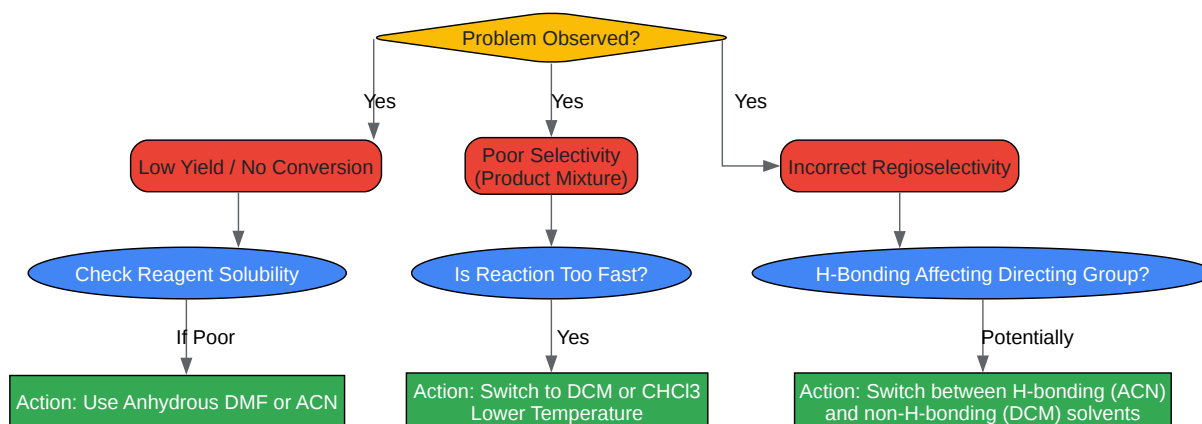 Problem Observed?
Yes
Yes
Yes
Low Yield / No Conversion
Poor Selectivity
(Product Mixture)
Incorrect Regioselectivity
Check Reagent Solubility
Is Reaction Too Fast?
H-Bonding Affecting Directing Group?
If Poor
Yes
Potentially
Action: Use Anhydrous DMF or ACN
Action: Switch to DCM or CHCl3
Lower Temperature
Action: Switch between H-bonding (ACN)
and non-H-bonding (DCM) solvents